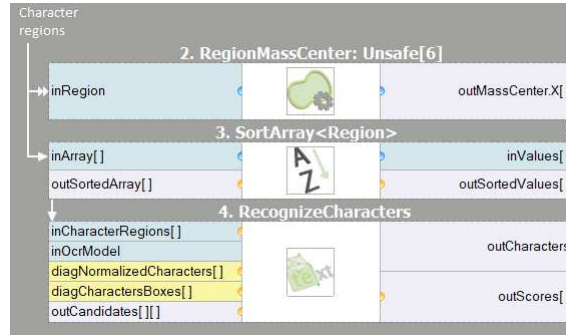 Character
regions
2. RegionMassCenter: Unsafe[6]
inRegion
outMassCenter.X[
3. SortArray<Region>
inArray[]
inValues[
A
Z
outSortedArray[]
outSortedValues[
4. RecognizeCharacters
inCharacterRegions[]
inOcrModel
outCharacters
diagNormalizedCharacters[]
text
diagCharactersBoxes[]
outScores[
outCandidates[][]